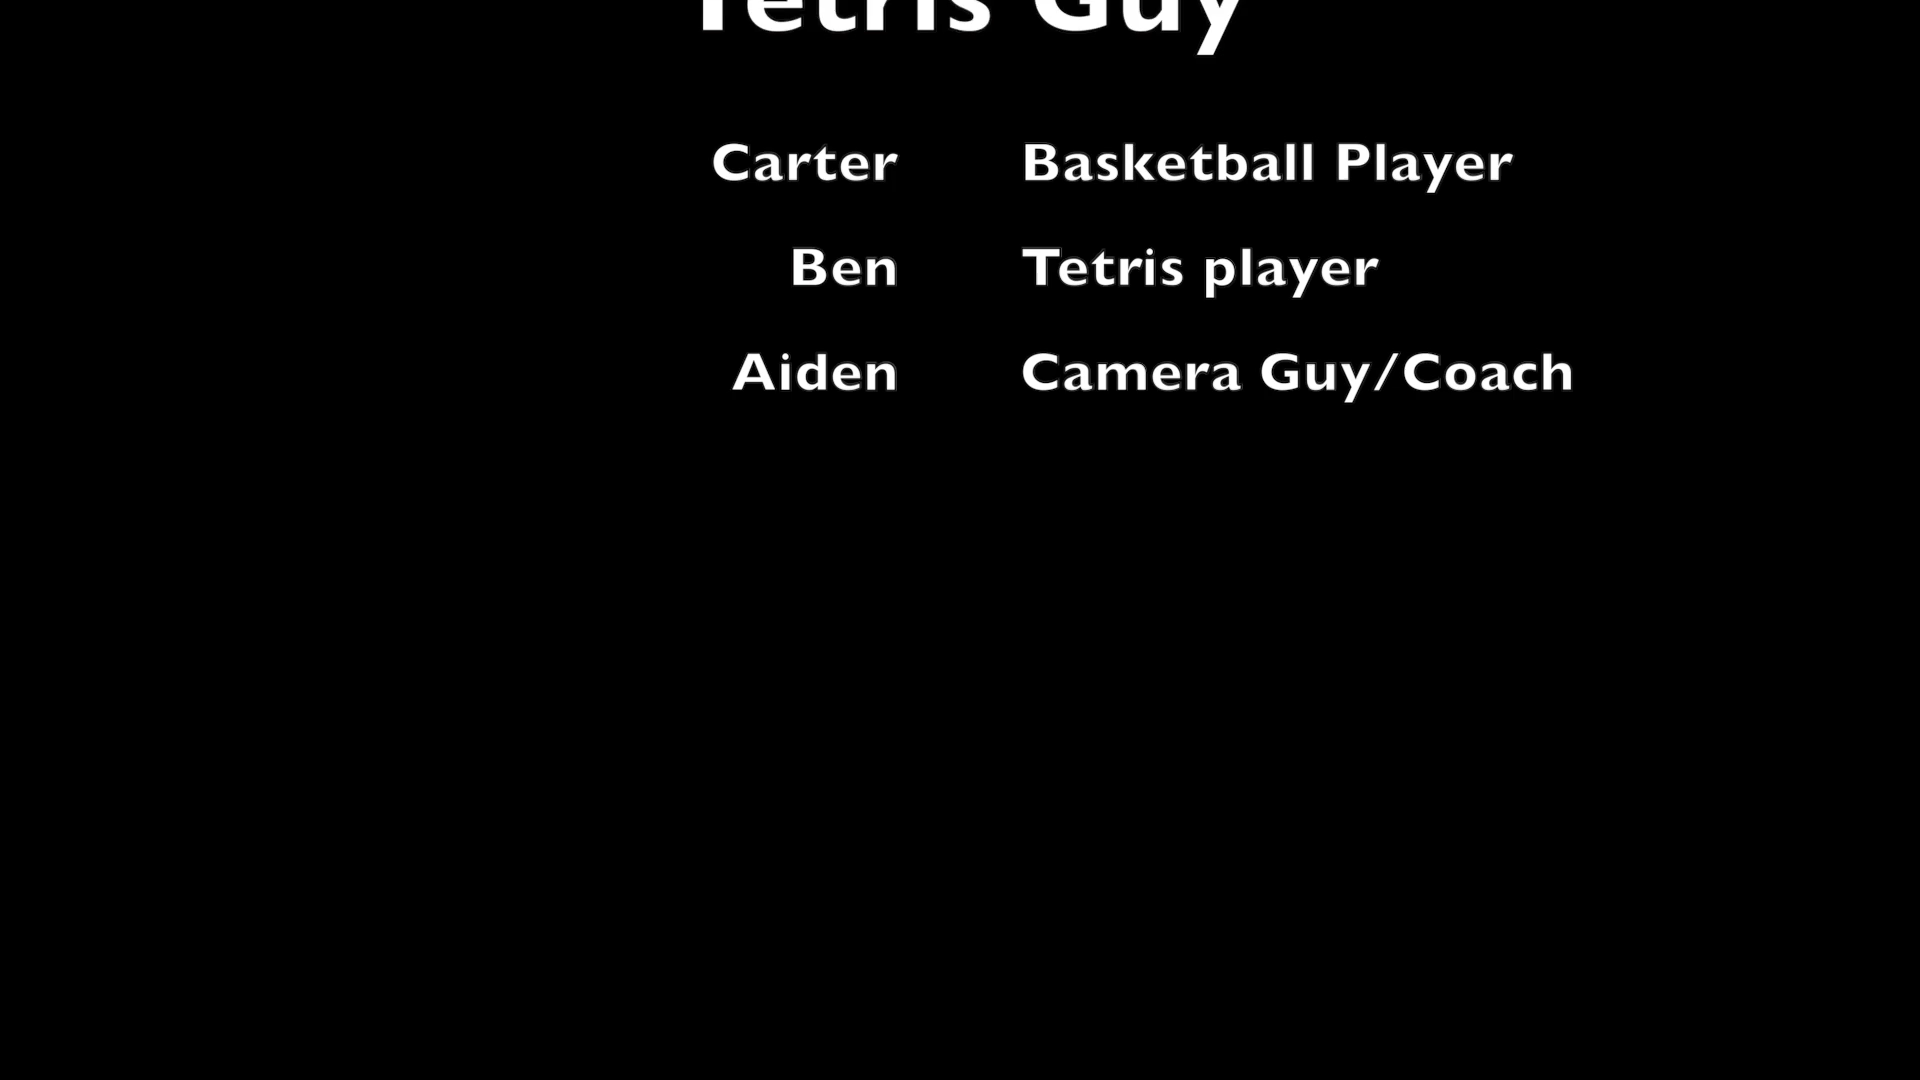 Tetris Guy
Carter Basketball Player
Ben Tetris player
Aiden Camera Guy/Coach